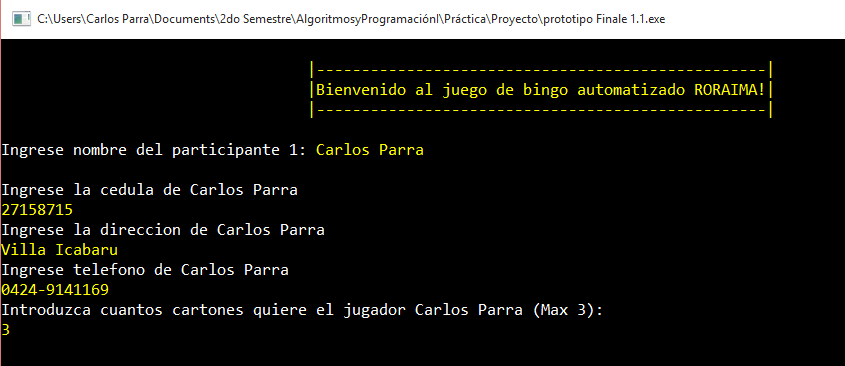 C:\Users\Carlos Parra\Documents\2do Semestre\AlgoritmosyProgramaciónI\Práctica\Proyecto\prototipo Finale 1.1.exe
|--------------------------------------------------|
|Bienvenido al juego de bingo automatizado RORAIMA!|
|--------------------------------------------------|
Ingrese nombre del participante 1: Carlos Parra
Ingrese la cedula de Carlos Parra
27158715
Ingrese la direccion de Carlos Parra
Villa Icabaru
Ingrese telefono de Carlos Parra
0424-9141169
Introduzca cuantos cartones quiere el jugador Carlos Parra (Max 3):
3